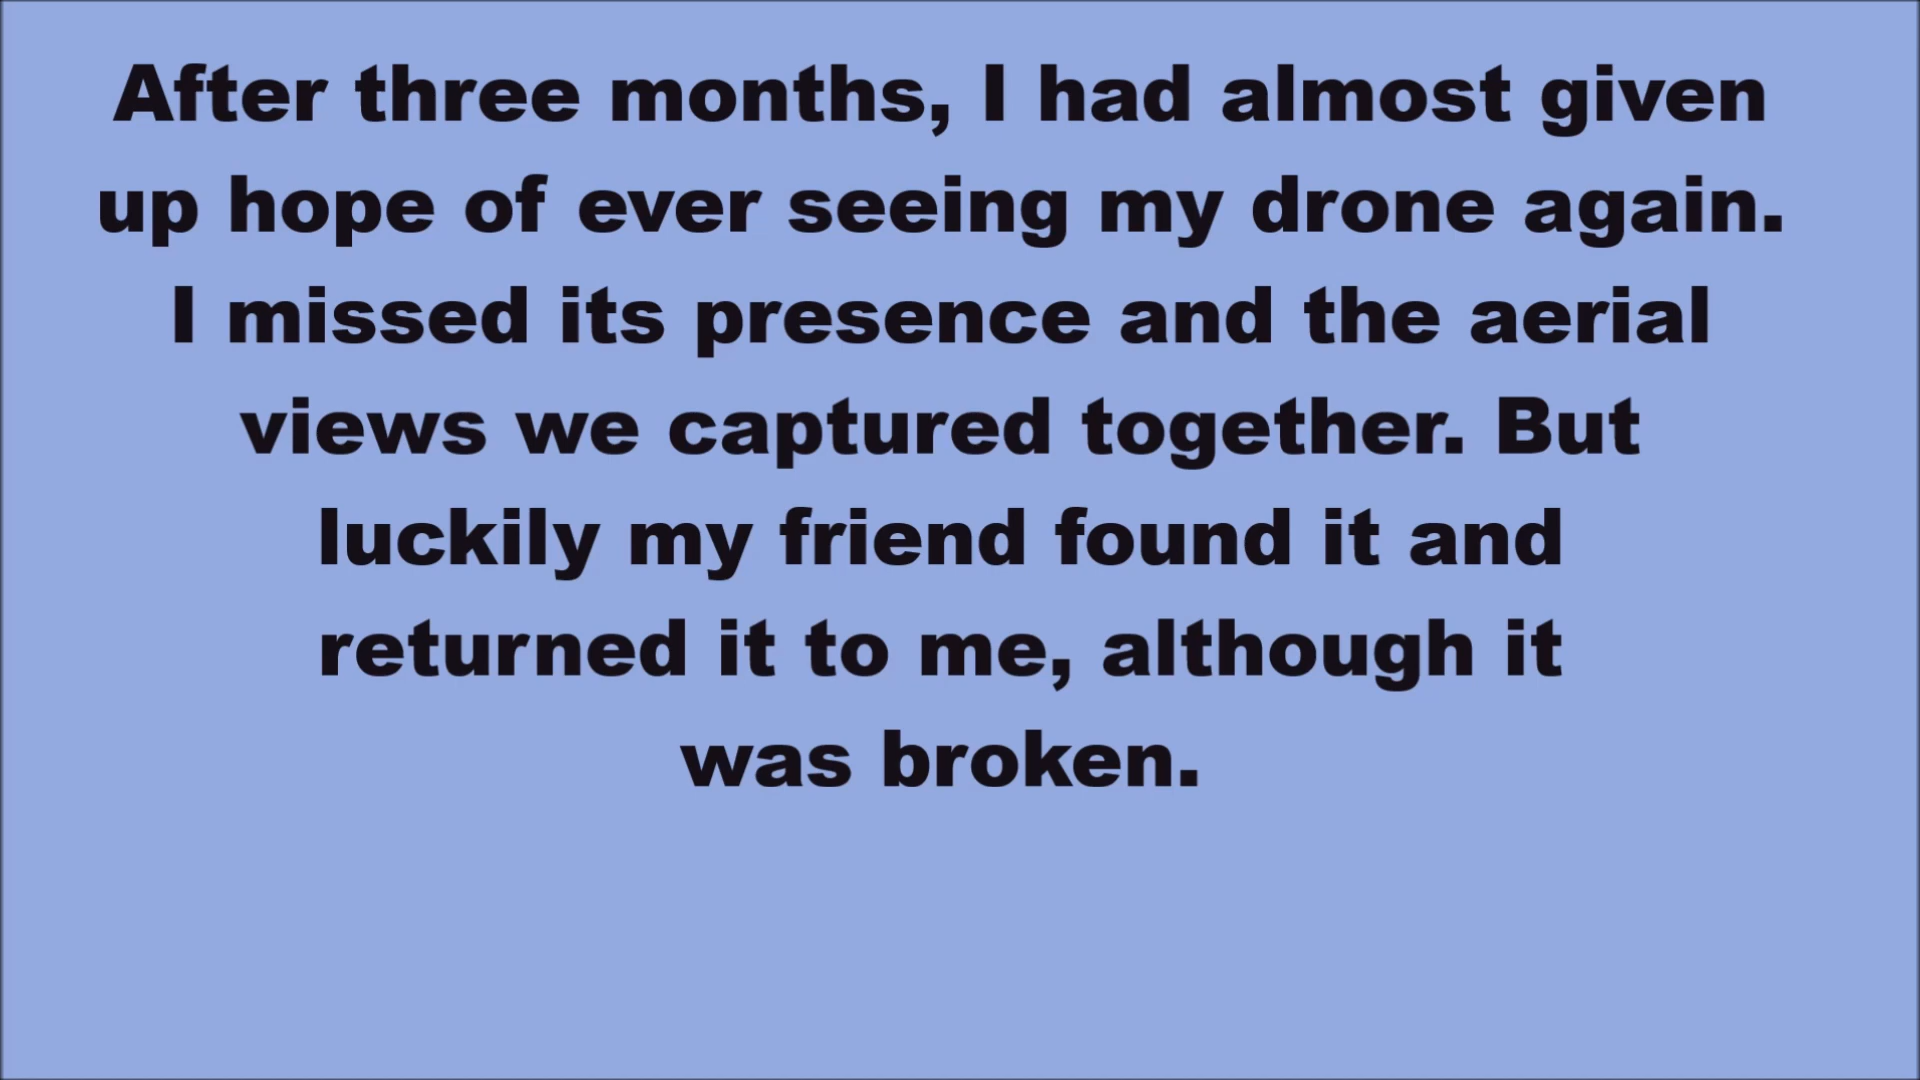 After three months, I had almost given
up hope of ever seeing my drone again.
I missed its presence and the aerial
views we captured together. But
luckily my friend found it and
returned it to me, although it
was broken.